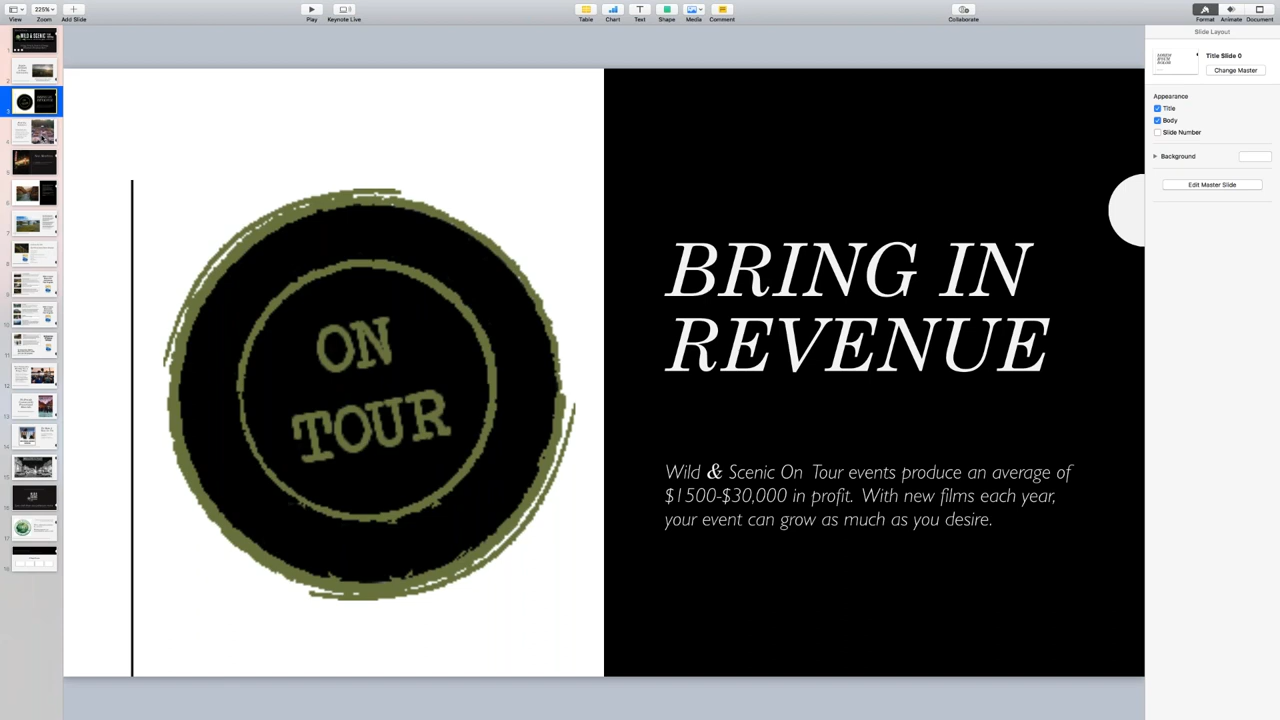 225%
View
Zoom
Add Slide
Play
Keynote Live
Table
Chart
Text
Shape
Media
Comment
Collaborate
Format
Animate
Document
Slide Layout
Title Slide 0
Change Master
Appearance
Title
Body
Slide Number
Background
Edit Master Slide
WILD & SCENIC
ON
TOUR
BRING IN
REVENUE
Wild & Scenic On Tour events produce an average of
$1500-$30,000 in profit. With new films each year,
your event can grow as much as you desire.